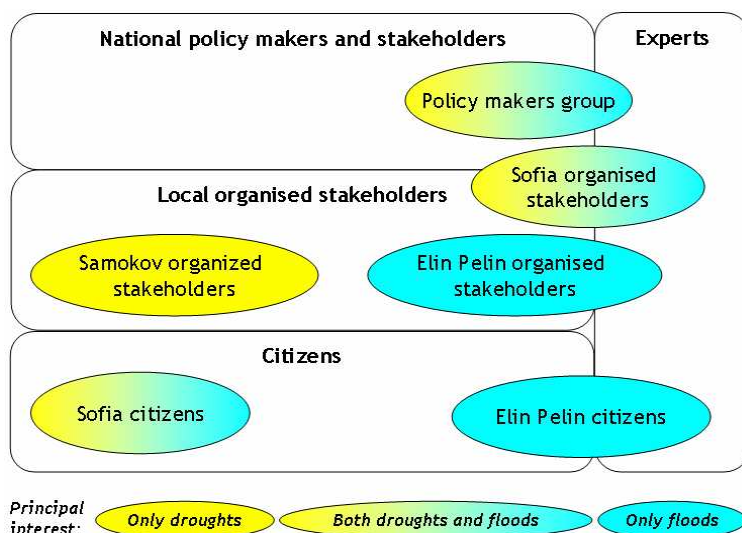 National policy makers and stakeholders
Experts
Policy makers group
Sofia organised
stakeholders
Local organised stakeholders
Samokov organized
stakeholders
Elin Pelin organised
stakeholders
Citizens
Sofia citizens
Elin Pelin citizens
Principal
interest:
Only droughts
Both droughts and floods
Only floods